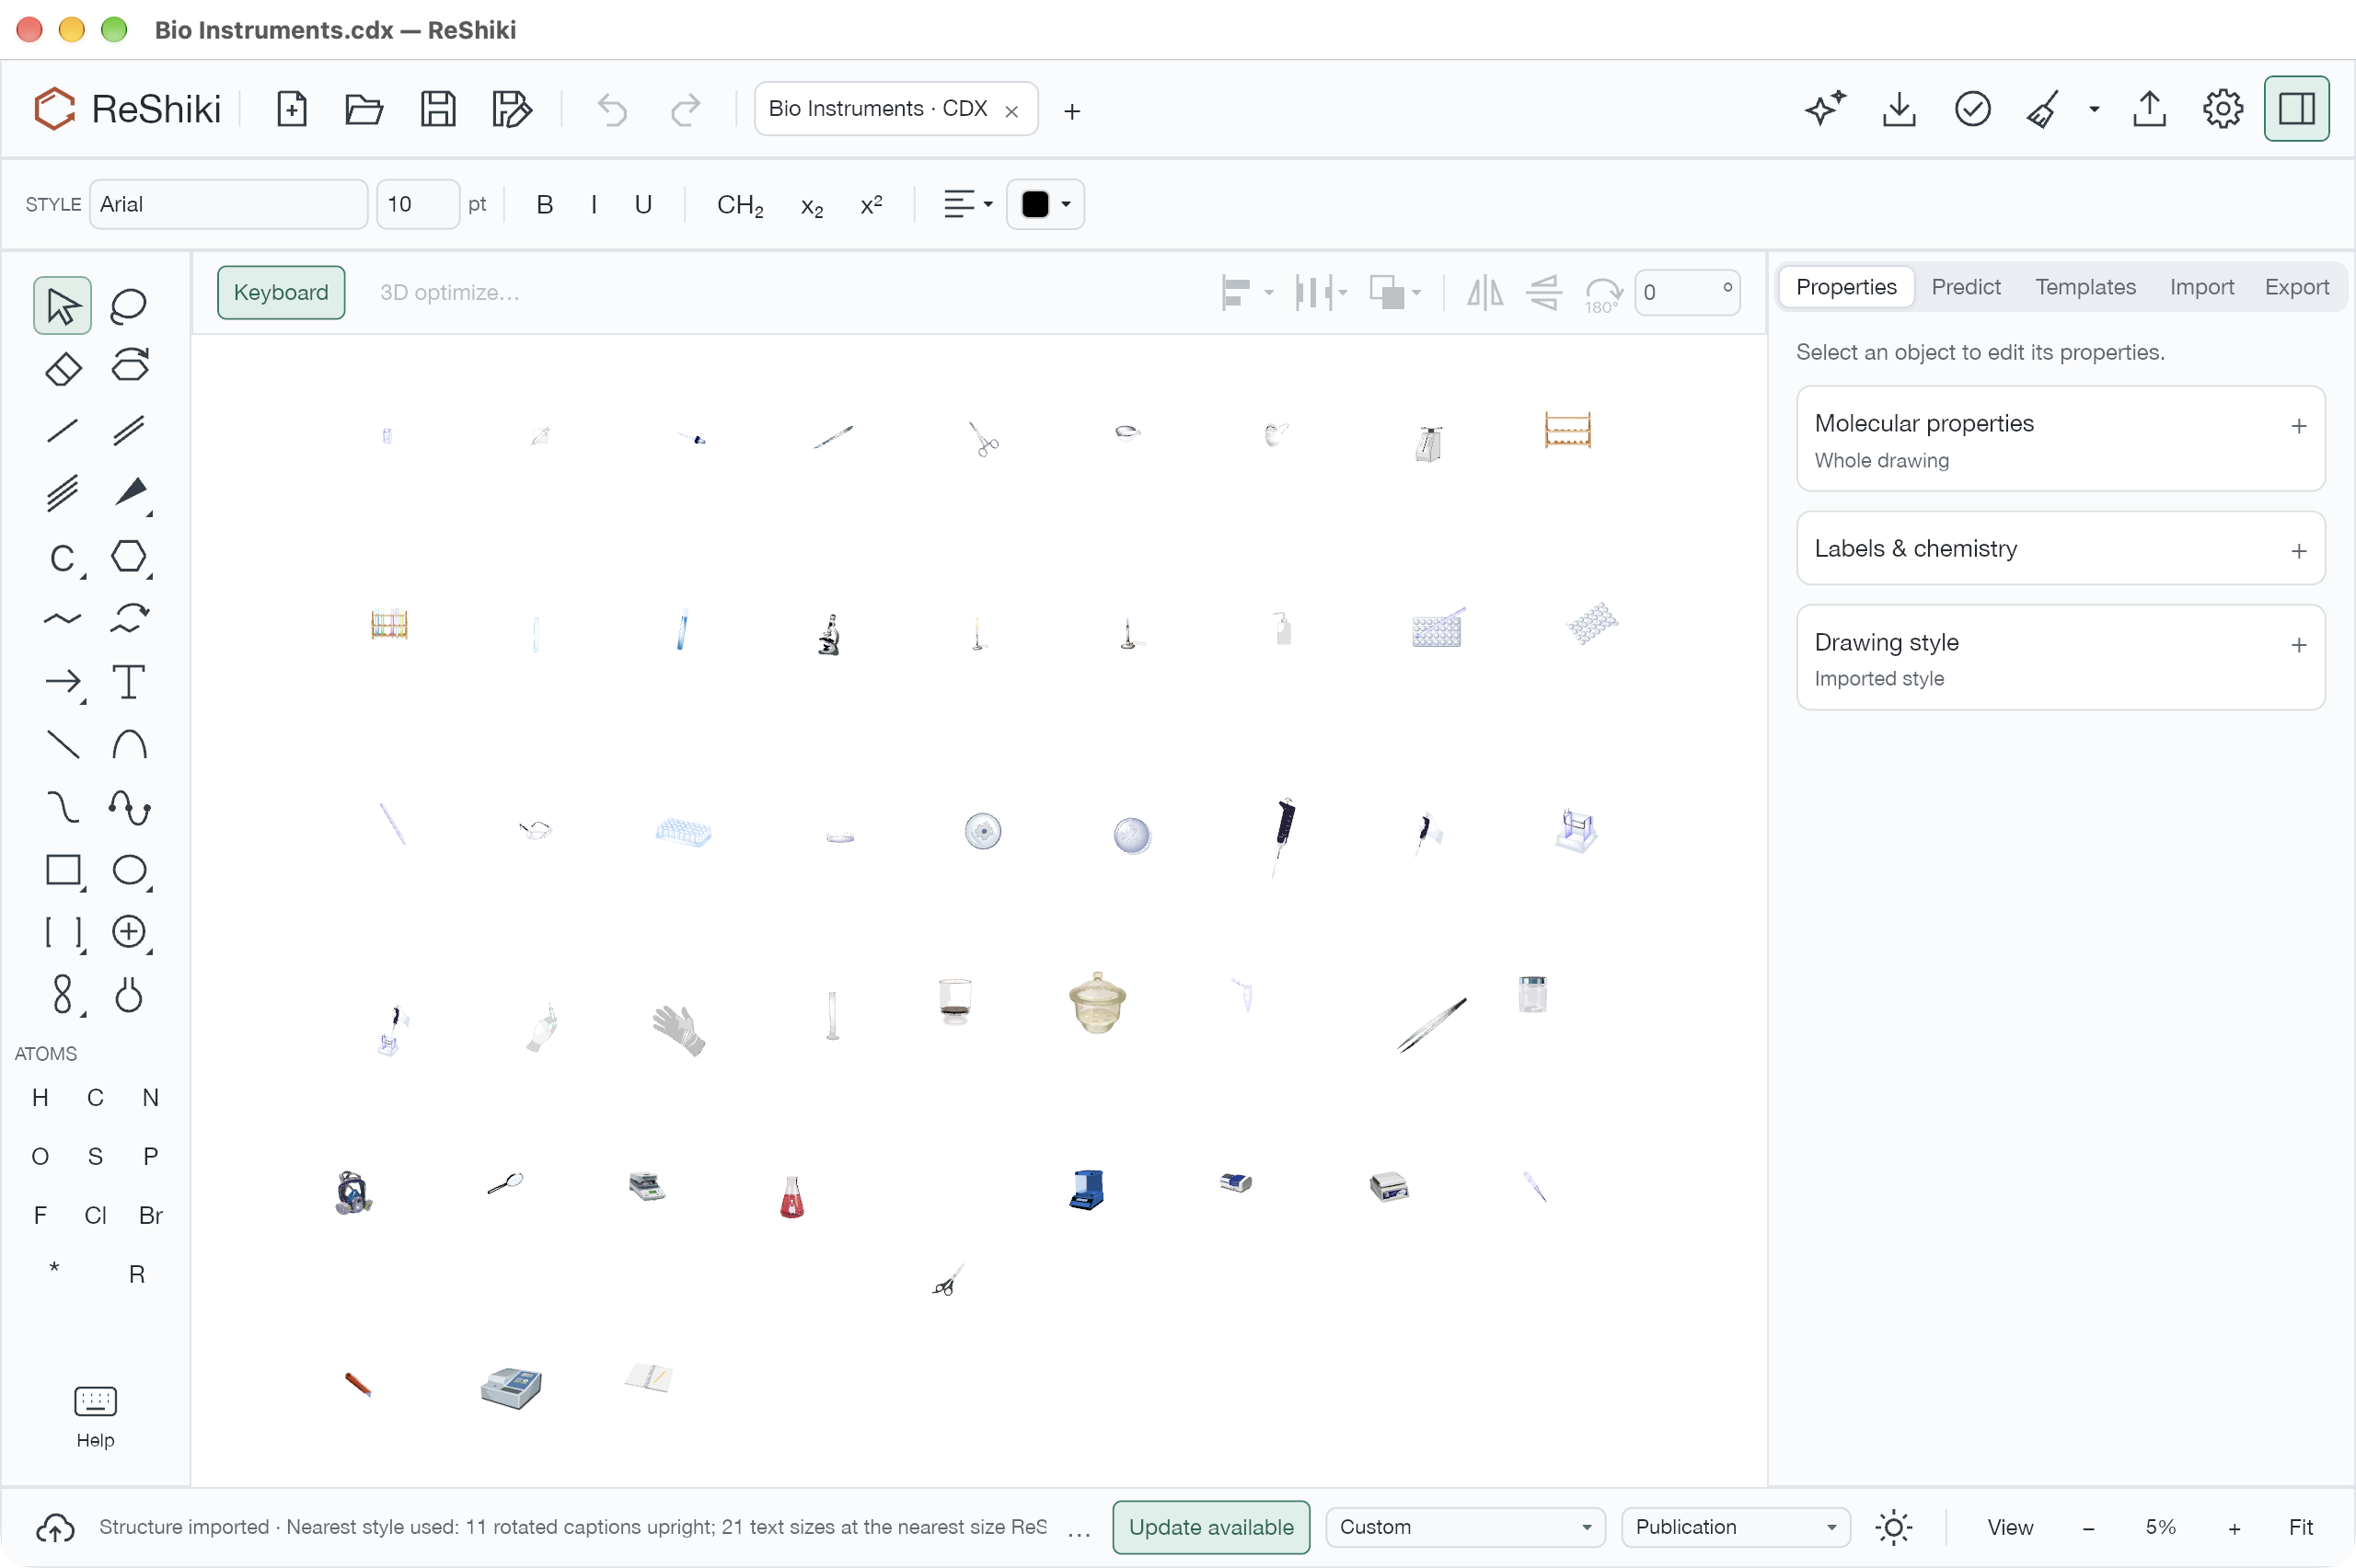 Bio Instruments.cdx — ReShiki
ReShiki
Bio Instruments · CDX
STYLE Arial 10 pt B I U CH₂ x₂ x²
Keyboard 3D optimize...
180° 0 °
Properties Predict Templates Import Export
Select an object to edit its properties.
Molecular properties
Whole drawing
Labels & chemistry
Drawing style
Imported style
C
T
ATOMS
H C N
O S P
F Cl Br
* R
Help
Structure imported · Nearest style used: 11 rotated captions upright; 21 text sizes at the nearest size ReS ...
Update available
Custom
Publication
View − 5% + Fit